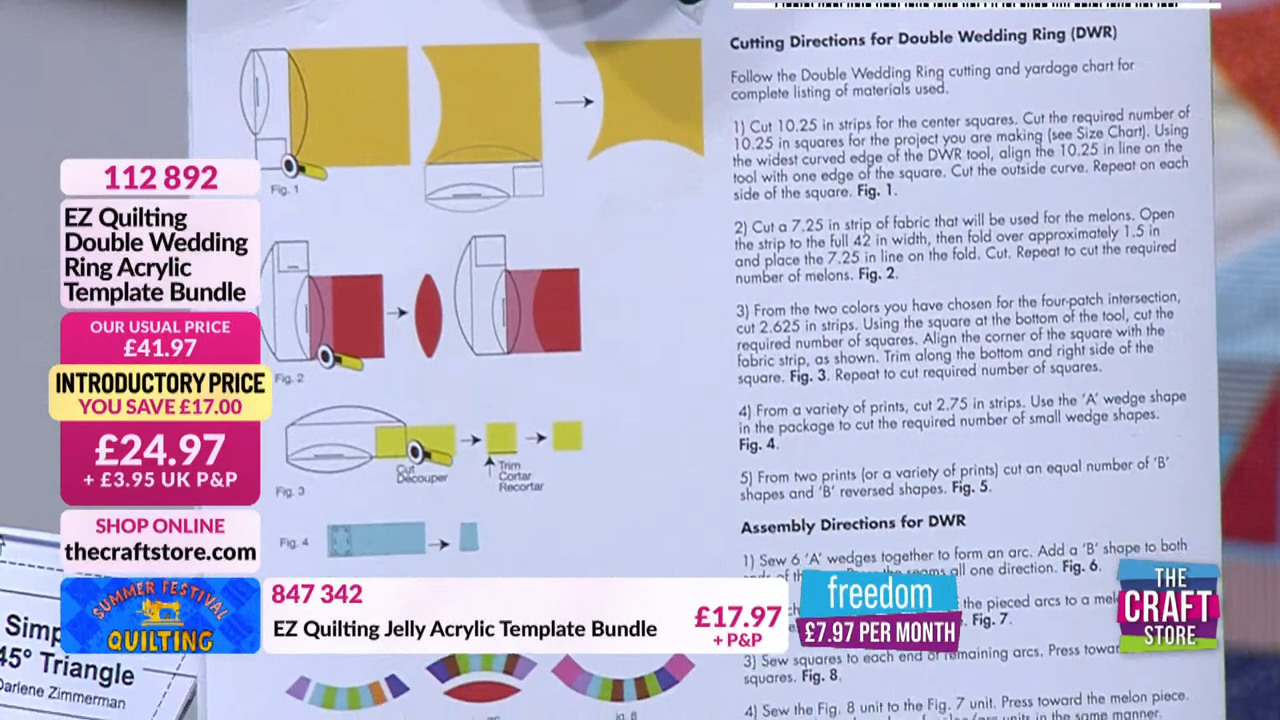 Cutting Directions for Double Wedding Ring (DWR)
Follow the Double Wedding Ring cutting and yardage chart for
complete listing of materials used.
1) Cut 10.25 in strips for the center squares. Cut the required number of
10.25 in squares for the project you are making (see Size Chart). Using
the widest curved edge of the DWR tool, align the 10.25 in line on the
tool with one edge of the square. Cut the outside curve. Repeat on each
side of the square. Fig. 1.
2) Cut a 7.25 in strip of fabric that will be used for the melons. Open
the strip to the full 42 in width, then fold over approximately 1.5 in
and place the 7.25 in line on the fold. Cut. Repeat to cut the required
number of melons. Fig. 2.
3) From the two colors you have chosen for the four-patch intersection,
cut 2.625 in strips. Using the square at the bottom of the tool, cut the
required number of squares. Align the corner of the square with the
fabric strip, as shown. Trim along the bottom and right side of the
square. Fig. 3. Repeat to cut required number of squares.
4) From a variety of prints, cut 2.75 in strips. Use the 'A' wedge shape
in the package to cut the required number of small wedge shapes.
Fig. 4.
5) From two prints (or a variety of prints) cut an equal number of 'B'
shapes and 'B' reversed shapes. Fig. 5.
Assembly Directions for DWR
1) Sew 6 'A' wedges together to form an arc. Add a 'B' shape to both
seams all one direction. Fig. 6.
the pieced arcs to a
Fig. 7.
3) Sew squares to each end of remaining arcs. Press
squares. Fig. 8.
4) Sew the Fig. 8 unit to the Fig. 7 unit. Press toward the melon piece.
units in the same manner.
Fig. 1
Fig. 2
Fig. 3
Cut
Découper
Trim
Cortar
Recortar
Fig. 4
112 892
EZ Quilting
Double Wedding
Ring Acrylic
Template Bundle
OUR USUAL PRICE
£41.97
INTRODUCTORY PRICE
YOU SAVE £17.00
£24.97
+ £3.95 UK P&P
SHOP ONLINE
thecraftstore.com
SUMMER FESTIVAL
QUILTING
847 342
EZ Quilting Jelly Acrylic Template Bundle
£17.97
+ P&P
freedom
£7.97 PER MONTH
THE
CRAFT
STORE
45° Triangle
Darlene Zimmerman